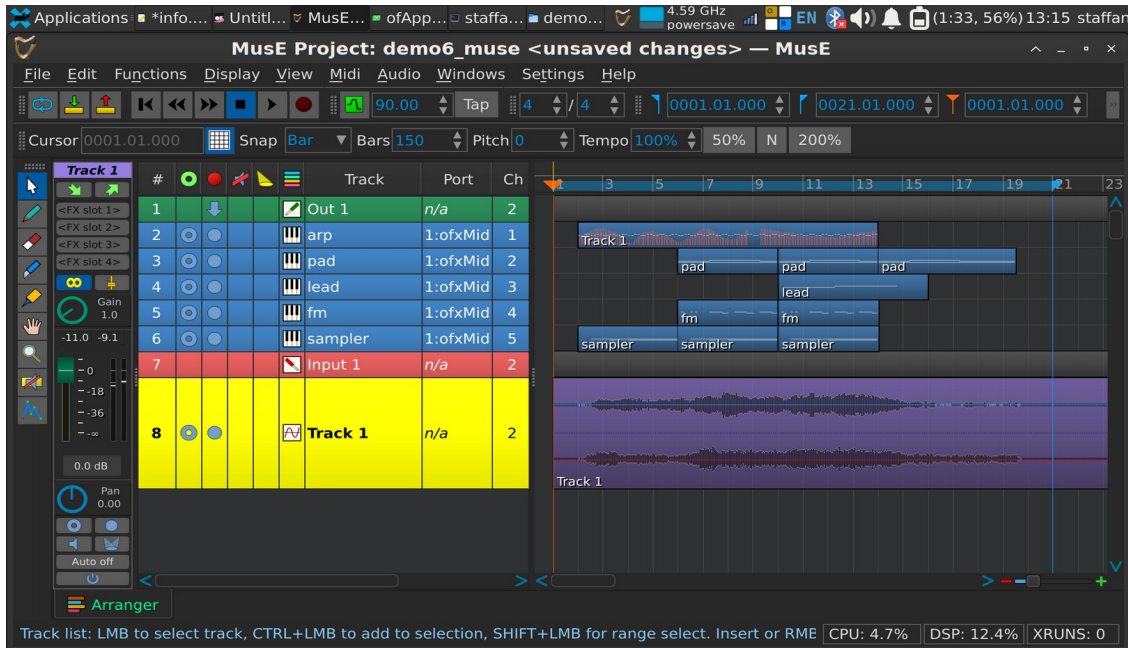 Applications *info.... Untitl... MusE... ofApp... staffa... demo... 4.59 GHz powersave EN (1:33, 56%) 13:15 staffan
MusE Project: demo6_muse <unsaved changes> — MusE
File Edit Functions Display View Midi Audio Windows Settings Help
90.00 Tap 4 / 4 0001.01.000 0021.01.000 0001.01.000
Cursor 0001.01.000 Snap Bar Bars 150 Pitch 0 Tempo 100% 50% N 200%
Track 1
<FX slot 1>
<FX slot 2>
<FX slot 3>
<FX slot 4>
Gain
1.0
-11.0 -9.1
0
-18
-36
-∞
0.0 dB
Pan
0.00
Auto off
# Track Port Ch
1 Out 1 n/a 2
2 arp 1:ofxMid 1
3 pad 1:ofxMid 2
4 lead 1:ofxMid 3
5 fm 1:ofxMid 4
6 sampler 1:ofxMid 5
7 Input 1 n/a 2
8 Track 1 n/a 2
1 3 5 7 9 11 13 15 17 19 21 23
Track 1
pad pad pad
lead
fm fm
sampler sampler sampler
Track 1
Arranger
Track list: LMB to select track, CTRL+LMB to add to selection, SHIFT+LMB for range select. Insert or RME CPU: 4.7% DSP: 12.4% XRUNS: 0